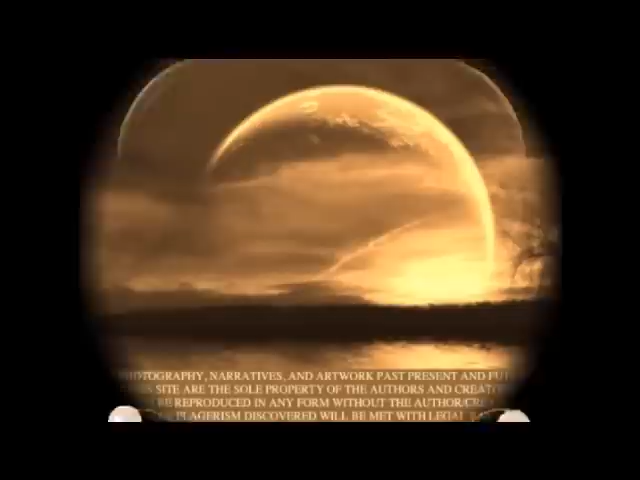 PHOTOGRAPHY, NARRATIVES, AND ARTWORK PAST PRESENT AND
SITE ARE THE SOLE PROPERTY OF THE AUTHORS AND
BE REPRODUCED IN ANY FORM WITHOUT THE
PLAGERISM DISCOVERED WILL BE MET WITH LEGAL